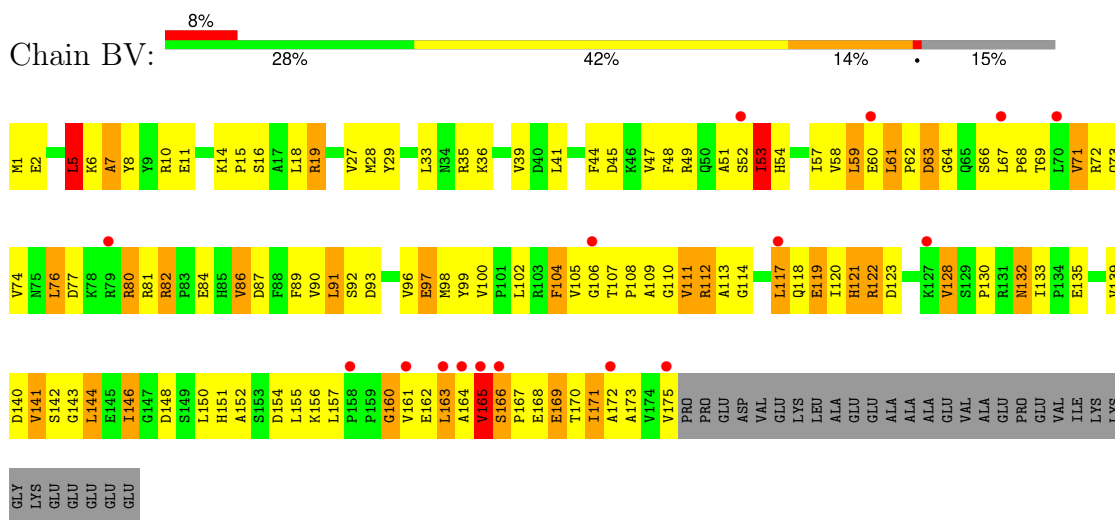 8%
Chain BV:
28% 42% 14% • 15%
M1 E2 L5 K6 A7 Y8 Y9 R10 E11 K14 P15 S16 A17 L18 R19 V27 M28 Y29 L33 N34 R35 K36 V39 D40 L41 F44 D45 K46 V47 F48 R49 Q50 A51 S52 I53 H54 I57 V58 L59 E60 L61 P62 D63 G64 Q65 S66 L67 P68 T69 L70 V71 R72 Q73
V74 N75 L76 D77 K78 R79 R80 R81 R82 P83 E84 H85 V86 D87 F88 F89 V90 L91 S92 D93 V96 E97 M98 Y99 V100 P101 L102 R103 F104 V105 G106 T107 P108 A109 G110 V111 R112 A113 G114 L117 Q118 E119 I120 H121 R122 D123 K127 V128 S129 P130 R131 N132 I133 P134 E135 V139
D140 V141 S142 G143 L144 E145 I146 G147 D148 S149 L150 H151 A152 S153 D154 L155 K156 L157 P158 P159 G160 V161 E162 L163 A164 V165 S166 P167 E168 E169 T170 I171 A172 A173 V174 V175 PRO PRO GLU ASP VAL GLU LYS LEU ALA GLU GLU ALA ALA ALA GLU VAL ALA GLU PRO GLU VAL ILE LYS LYS
GLY LYS GLU GLU GLU GLU GLU